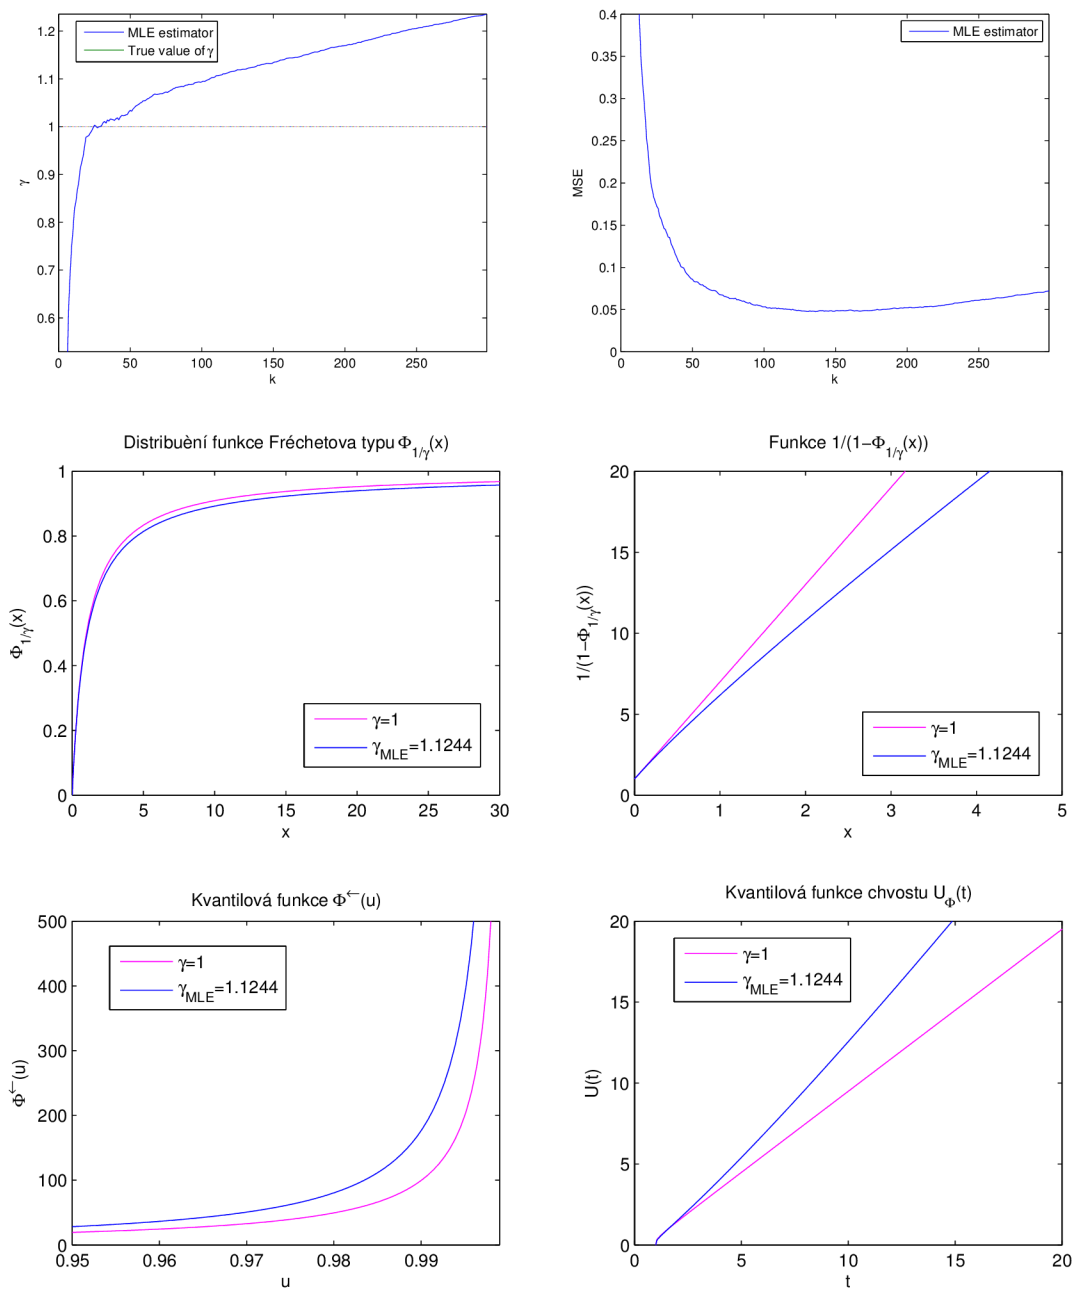 1.2
1.1
1
0.9
0.8
0.7
0.6
γ
0
50
100
150
200
250
k
MLE estimator
True value of γ
0.4
0.35
0.3
0.25
0.2
0.15
0.1
0.05
0
MSE
0
50
100
150
200
250
k
MLE estimator
Distribuèní funkce Fréchetova typu Φ1/γ(x)
1
0.8
0.6
0.4
0.2
0
Φ1/γ(x)
0
5
10
15
20
25
30
x
γ=1
γMLE=1.1244
Funkce 1/(1−Φ1/γ(x))
20
15
10
5
0
1/(1−Φ1/γ(x))
0
1
2
3
4
5
x
γ=1
γMLE=1.1244
Kvantilová funkce Φ←(u)
500
400
300
200
100
0
Φ←(u)
0.95
0.96
0.97
0.98
0.99
u
γ=1
γMLE=1.1244
Kvantilová funkce chvostu UΦ(t)
20
15
10
5
0
U(t)
0
5
10
15
20
t
γ=1
γMLE=1.1244